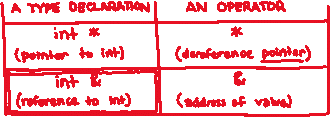 A TYPE DECLARATION AN OPERATOR
int * *
(pointer to int) (dereference pointer)
int & &
(reference to int) (address of value)